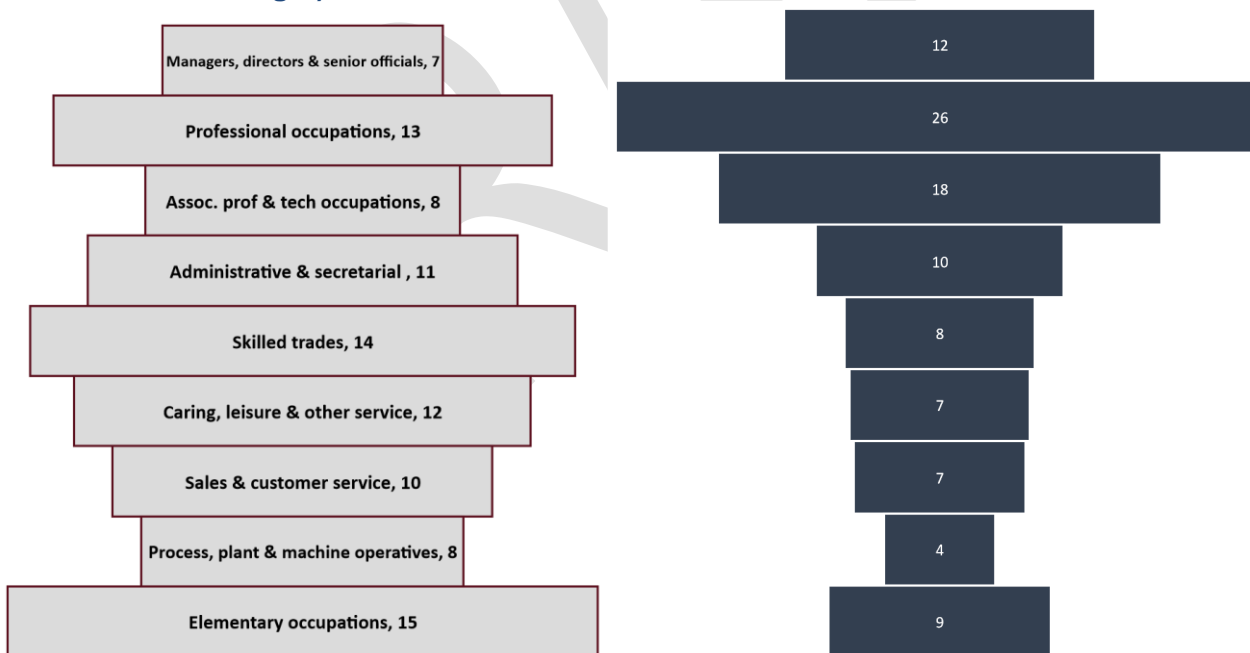 Managers, directors & senior officials, 7
Professional occupations, 13
Assoc. prof & tech occupations, 8
Administrative & secretarial , 11
Skilled trades, 14
Caring, leisure & other service, 12
Sales & customer service, 10
Process, plant & machine operatives, 8
Elementary occupations, 15
12
26
18
10
8
7
7
4
9